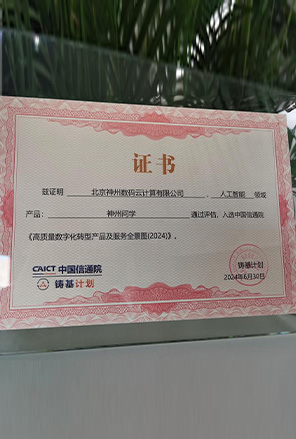 证书
兹证明 北京神州数码云计算有限公司 , 人工智能 领域
产品: 神州问学 通过评估, 入选中国信通院
《高质量数字化转型产品及服务全景图(2024)》。
CAICT 中国信通院
铸基计划
铸基计划
2024年6月30日